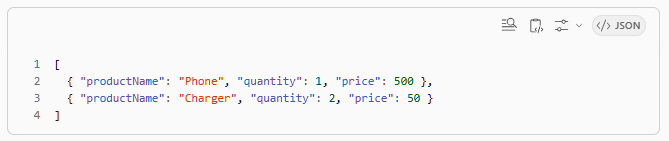 JSON
1 [
2 { "productName": "Phone", "quantity": 1, "price": 500 },
3 { "productName": "Charger", "quantity": 2, "price": 50 }
4 ]